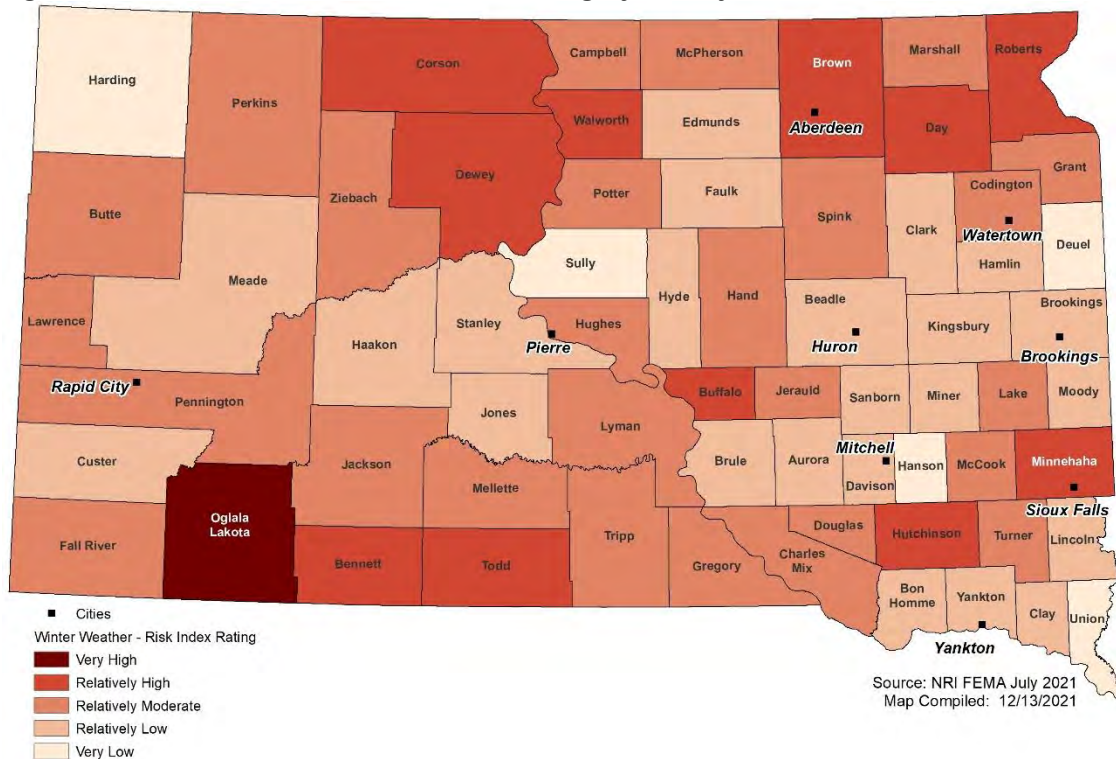 Harding
Perkins
Corson
Campbell
McPherson
Brown
Marshall
Roberts
Aberdeen
Walworth
Edmunds
Day
Dewey
Ziebach
Butte
Potter
Faulk
Spink
Clark
Codington
Grant
Watertown
Hamlin
Deuel
Meade
Sully
Lawrence
Haakon
Stanley
Hughes
Pierre
Hyde
Hand
Beadle
Huron
Kingsbury
Brookings
Brookings
Rapid City
Pennington
Jones
Lyman
Buffalo
Jerauld
Sanborn
Miner
Lake
Moody
Custer
Jackson
Mellette
Brule
Aurora
Mitchell
Davison
Hanson
McCook
Minnehaha
Sioux Falls
Fall River
Oglala
Lakota
Bennett
Todd
Tripp
Gregory
Charles
Mix
Douglas
Hutchinson
Turner
Lincoln
Bon
Homme
Yankton
Clay
Union
Yankton
Cities
Winter Weather - Risk Index Rating
Very High
Relatively High
Relatively Moderate
Relatively Low
Very Low
Source: NRI FEMA July 2021
Map Compiled: 12/13/2021